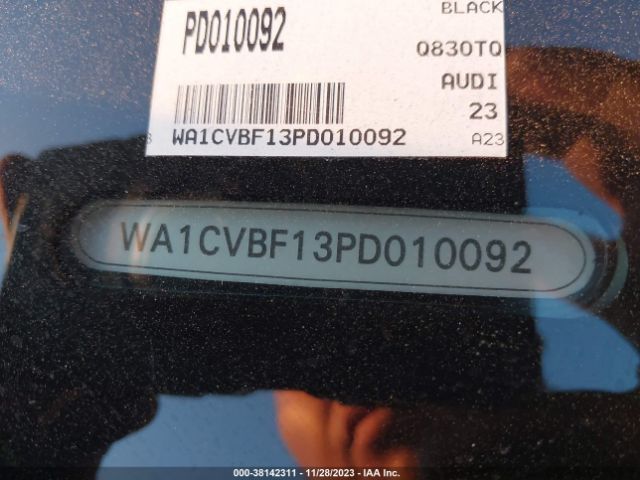 BLACK
PD010092
Q830TQ
AUDI
23
WA1CVBF13PD010092
A23
WA1CVBF13PD010092
000-38142311 - 11/28/2023 - IAA Inc.